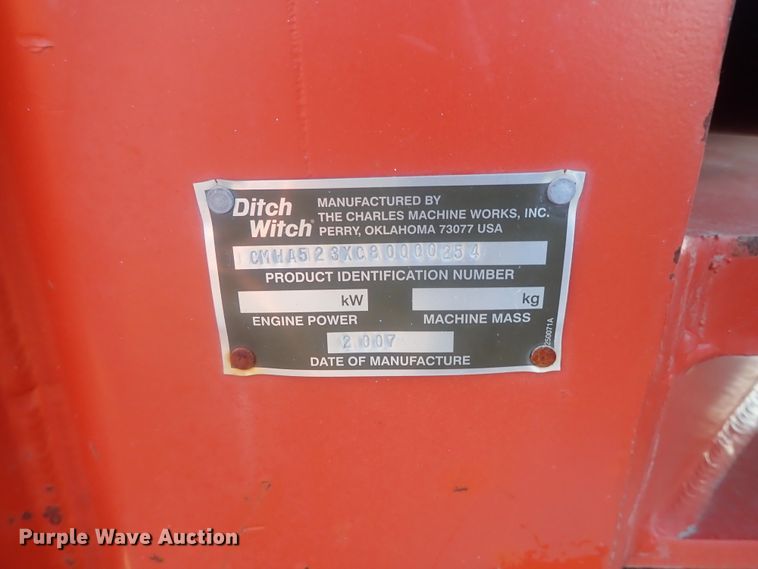 Ditch Witch®
MANUFACTURED BY
THE CHARLES MACHINE WORKS, INC.
PERRY, OKLAHOMA 73077 USA
CMHA523XC80000254
PRODUCT IDENTIFICATION NUMBER
kW kg
ENGINE POWER MACHINE MASS
2007
DATE OF MANUFACTURE
250071A
Purple Wave Auction